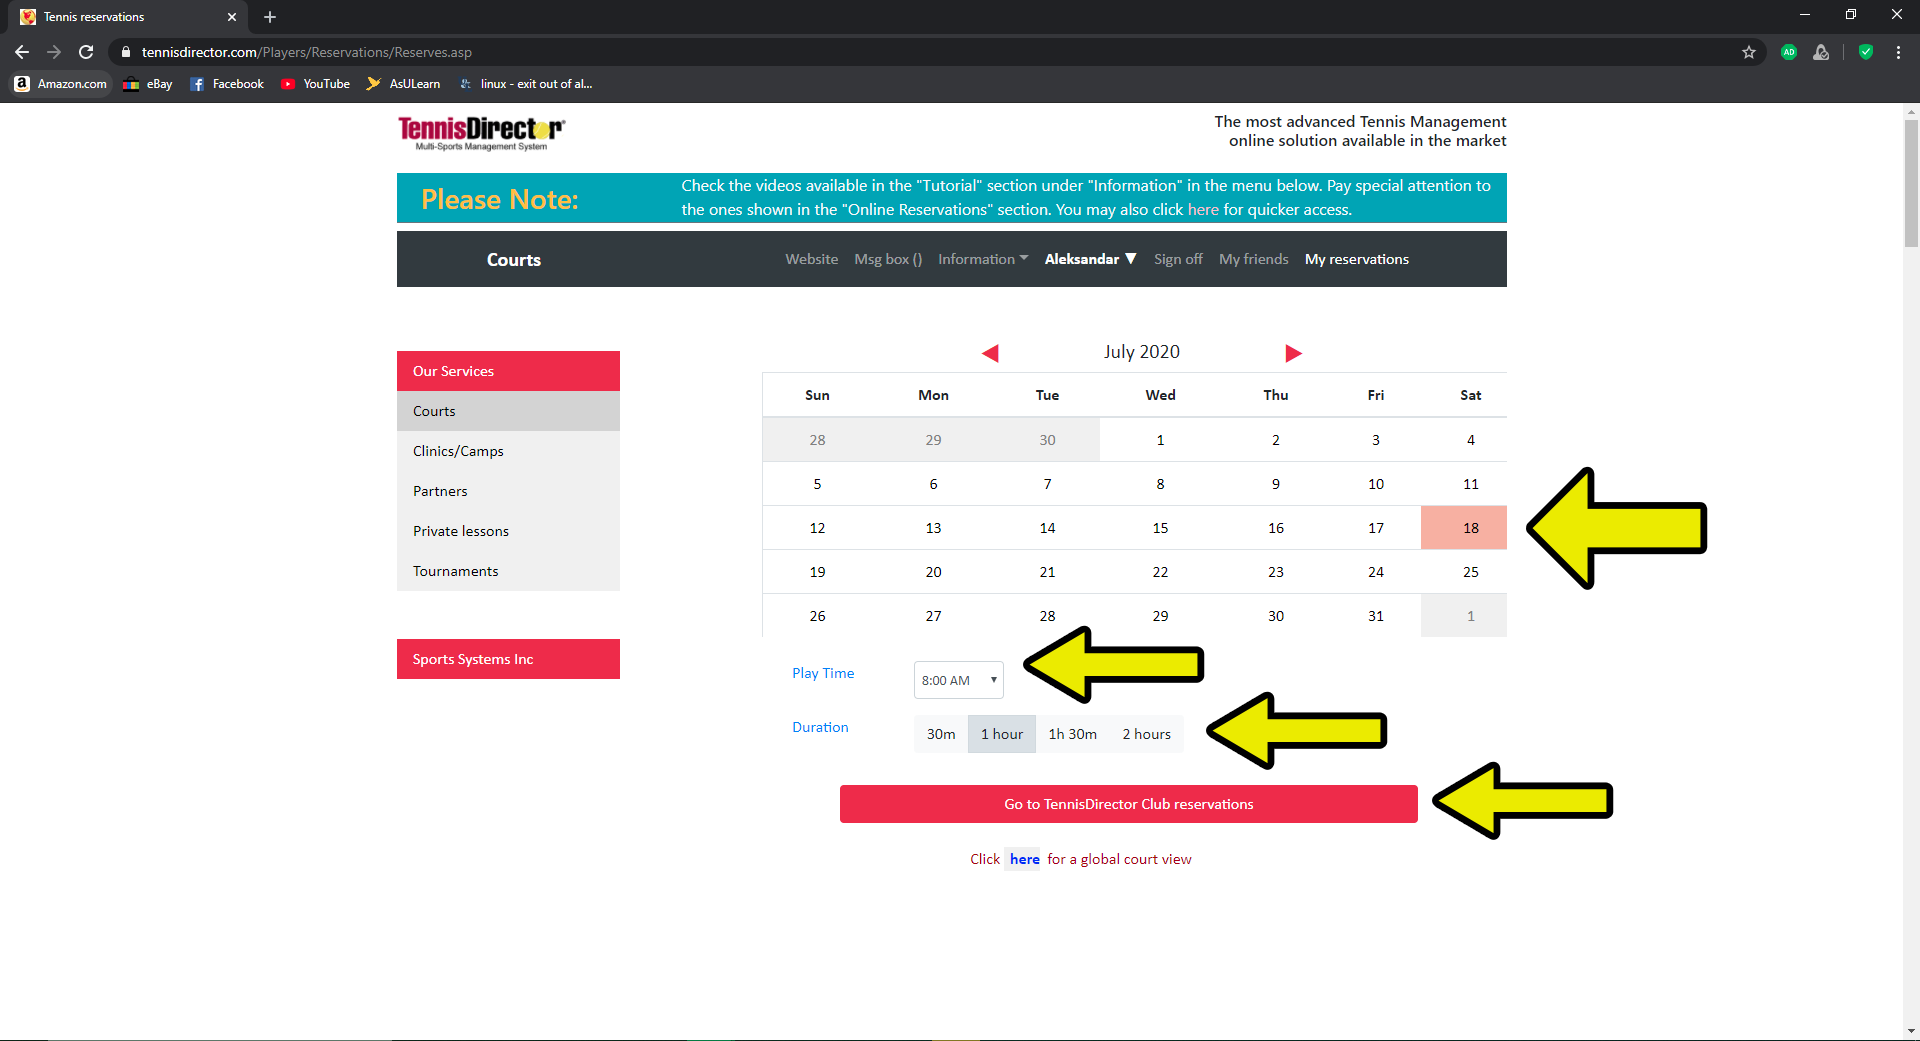 Tennis reservations
tennisdirector.com/Players/Reservations/Reserves.asp
AD
Amazon.com eBay Facebook YouTube AsULearn linux - exit out of al...
TennisDirector®
Multi-Sports Management System
The most advanced Tennis Management
online solution available in the market
Please Note:
Check the videos available in the "Tutorial" section under "Information" in the menu below. Pay special attention to
the ones shown in the "Online Reservations" section. You may also click here for quicker access.
Courts Website Msg box () Information Aleksandar ▼ Sign off My friends My reservations
Our Services
Courts
Clinics/Camps
Partners
Private lessons
Tournaments
Sports Systems Inc
July 2020
Sun Mon Tue Wed Thu Fri Sat
28 29 30 1 2 3 4
5 6 7 8 9 10 11
12 13 14 15 16 17 18
19 20 21 22 23 24 25
26 27 28 29 30 31 1
Play Time 8:00 AM
Duration 30m 1 hour 1h 30m 2 hours
Go to TennisDirector Club reservations
Click here for a global court view